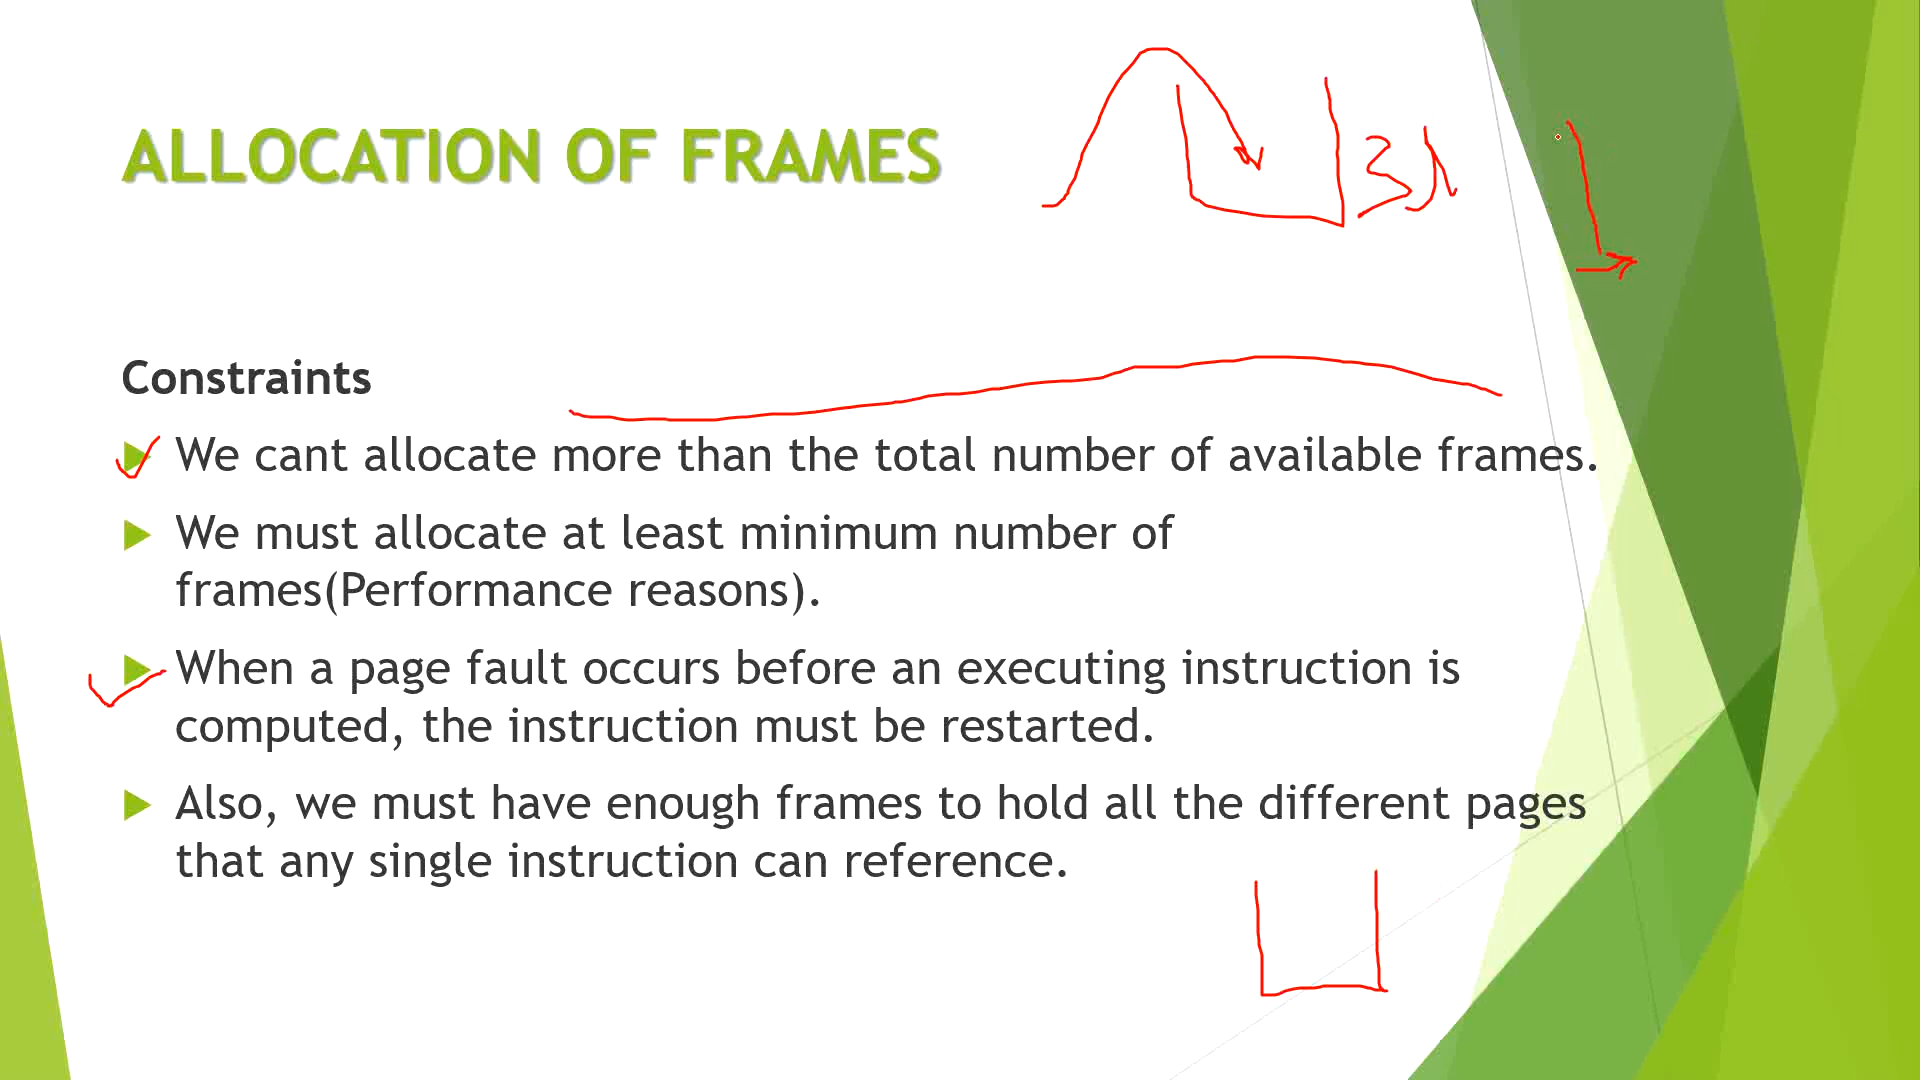 ALLOCATION OF FRAMES
Constraints
We cant allocate more than the total number of available frames.
We must allocate at least minimum number of
frames(Performance reasons).
When a page fault occurs before an executing instruction is
computed, the instruction must be restarted.
Also, we must have enough frames to hold all the different pages
that any single instruction can reference.